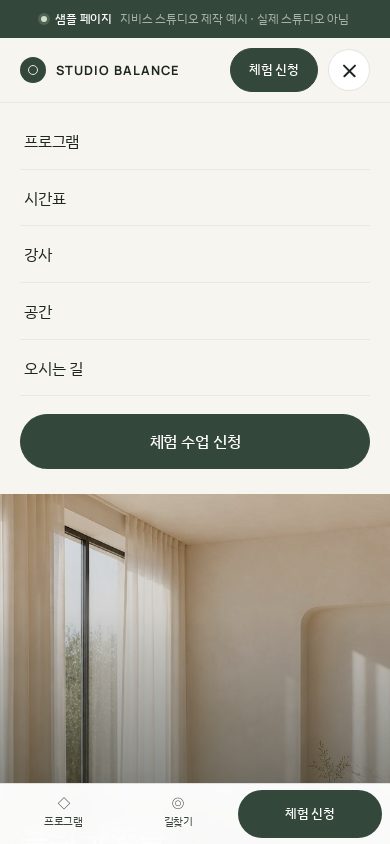 샘플 페이지 지비스 스튜디오 제작 예시 · 실제 스튜디오 아님
STUDIO BALANCE
체험 신청
프로그램
시간표
강사
공간
오시는 길
체험 수업 신청
프로그램
길찾기
체험 신청